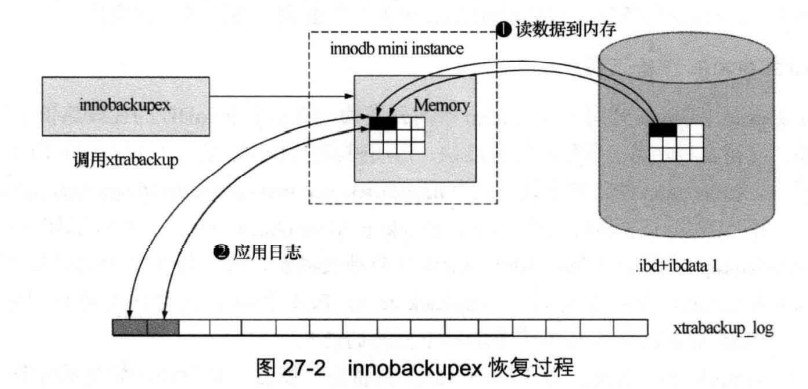 ❶ 读数据到内存
innodb mini instance
Memory
innobackupex
调用xtrabackup
❷ 应用日志
.ibd+ibdata 1
xtrabackup_log
图 27-2 innobackupex 恢复过程